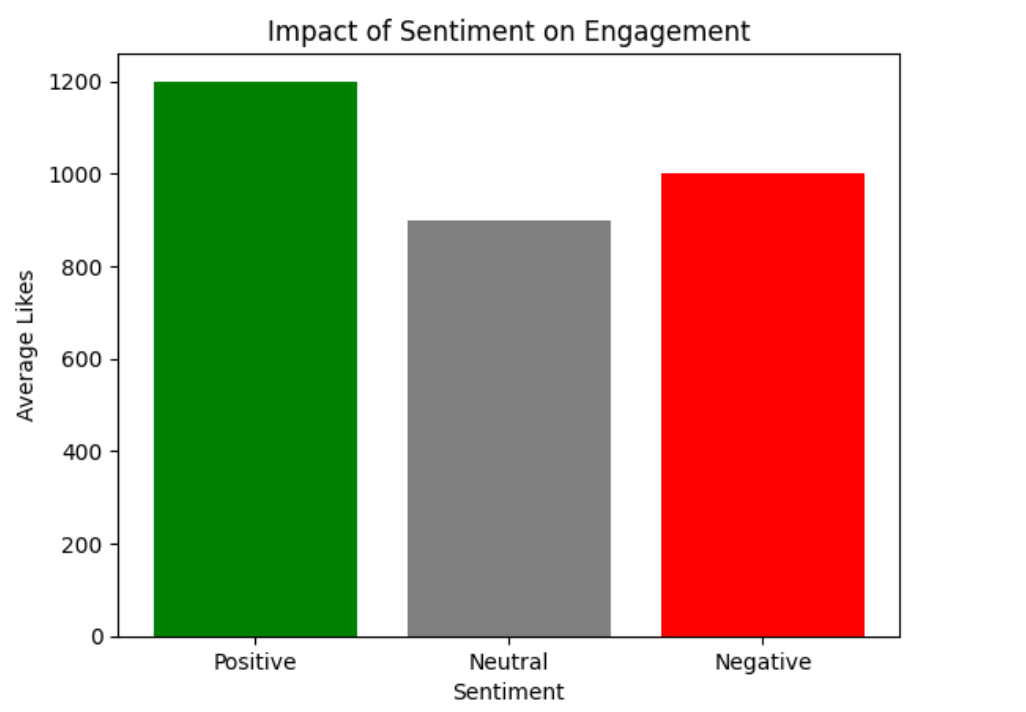 Impact of Sentiment on Engagement
1200
1000
800
600
400
200
0
Average Likes
Positive Neutral Negative
Sentiment